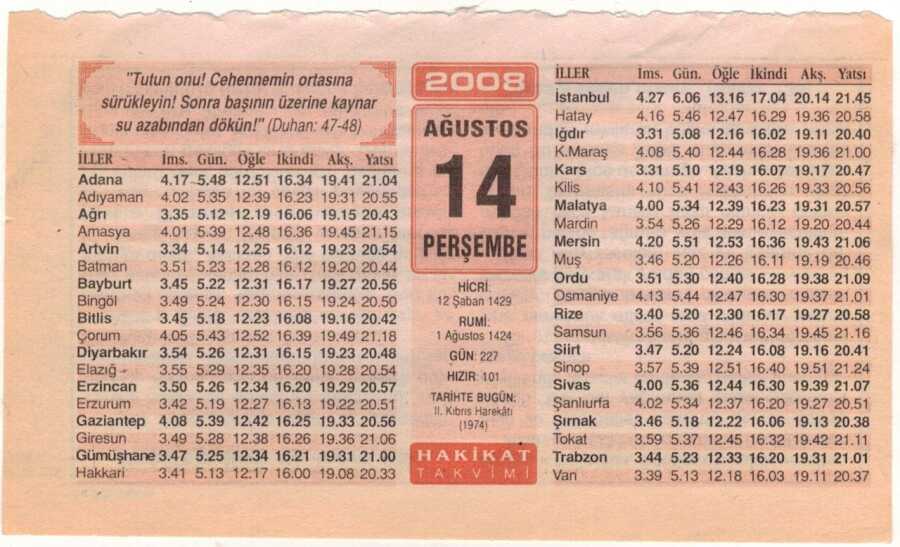 "Tutun onu! Cehennemin ortasına
sürükleyin! Sonra başının üzerine kaynar
su azabından dökün!" (Duhan: 47-48)
İLLER İms. Gün. Öğle İkindi Akş. Yatsı
Adana 4.17 5.48 12.51 16.34 19.41 21.04
Adıyaman 4.02 5.35 12.39 16.23 19.31 20.55
Ağrı 3.35 5.12 12.19 16.06 19.15 20.43
Amasya 4.01 5.39 12.48 16.36 19.45 21.15
Artvin 3.34 5.14 12.25 16.12 19.23 20.54
Batman 3.51 5.23 12.28 16.12 19.20 20.44
Bayburt 3.45 5.22 12.31 16.17 19.27 20.56
Bingöl 3.49 5.24 12.30 16.15 19.24 20.50
Bitlis 3.45 5.18 12.23 16.08 19.16 20.42
Çorum 4.05 5.43 12.52 16.39 19.49 21.18
Diyarbakır 3.54 5.26 12.31 16.15 19.23 20.48
Elazığ 3.55 5.29 12.35 16.20 19.28 20.54
Erzincan 3.50 5.26 12.34 16.20 19.29 20.57
Erzurum 3.42 5.19 12.27 16.13 19.22 20.51
Gaziantep 4.08 5.39 12.42 16.25 19.33 20.56
Giresun 3.49 5.28 12.38 16.26 19.36 21.06
Gümüşhane 3.47 5.25 12.34 16.21 19.31 21.00
Hakkari 3.41 5.13 12.17 16.00 19.08 20.33
2008
AĞUSTOS
14
PERŞEMBE
HİCRİ:
12 Şaban 1429
RUMİ:
1 Ağustos 1424
GÜN: 227
HIZIR: 101
TARİHTE BUGÜN:
II. Kıbrıs Harekâtı
(1974)
HAKİKAT
TAKVİMİ
İLLER İms. Gün. Öğle İkindi Akş. Yatsı
İstanbul 4.27 6.06 13.16 17.04 20.14 21.45
Hatay 4.16 5.46 12.47 16.29 19.36 20.58
Iğdır 3.31 5.08 12.16 16.02 19.11 20.40
K.Maraş 4.08 5.40 12.44 16.28 19.36 21.00
Kars 3.31 5.10 12.19 16.07 19.17 20.47
Kilis 4.10 5.41 12.43 16.26 19.33 20.56
Malatya 4.00 5.34 12.39 16.23 19.31 20.57
Mardin 3.54 5.26 12.29 16.12 19.20 20.44
Mersin 4.20 5.51 12.53 16.36 19.43 21.06
Muş 3.46 5.20 12.26 16.11 19.19 20.46
Ordu 3.51 5.30 12.40 16.28 19.38 21.09
Osmaniye 4.13 5.44 12.47 16.30 19.37 21.01
Rize 3.40 5.20 12.30 16.17 19.27 20.58
Samsun 3.56 5.36 12.46 16.34 19.45 21.16
Siirt 3.47 5.20 12.24 16.08 19.16 20.41
Sinop 3.57 5.39 12.51 16.40 19.51 21.24
Sivas 4.00 5.36 12.44 16.30 19.39 21.07
Şanlıurfa 4.02 5.34 12.37 16.20 19.27 20.51
Şırnak 3.46 5.18 12.22 16.06 19.13 20.38
Tokat 3.59 5.37 12.45 16.32 19.42 21.11
Trabzon 3.44 5.23 12.33 16.20 19.31 21.01
Van 3.39 5.13 12.18 16.03 19.11 20.37